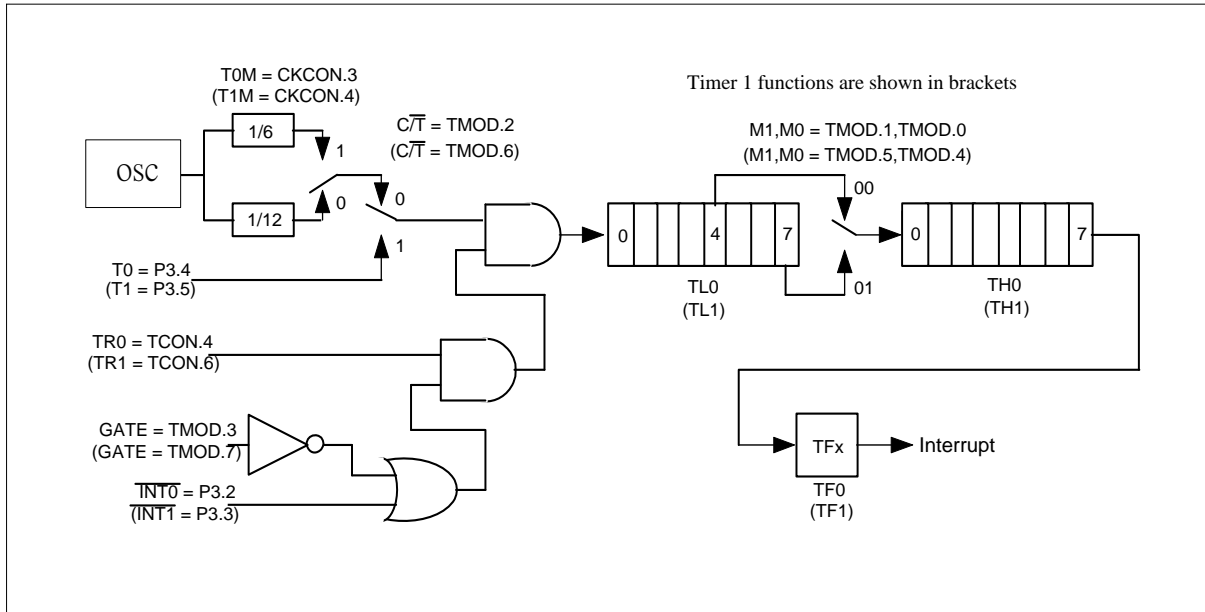 T0M = CKCON.3
(T1M = CKCON.4)
Timer 1 functions are shown in brackets
1/6
1
C/T = TMOD.2
(C/T = TMOD.6)
M1,M0 = TMOD.1,TMOD.0
(M1,M0 = TMOD.5,TMOD.4)
OSC
0
1/12
0
1
00
0
4
7
0
7
01
T0 = P3.4
(T1 = P3.5)
TL0
(TL1)
TH0
(TH1)
TR0 = TCON.4
(TR1 = TCON.6)
GATE = TMOD.3
(GATE = TMOD.7)
TFx
Interrupt
TF0
(TF1)
INT0 = P3.2
(INT1 = P3.3)